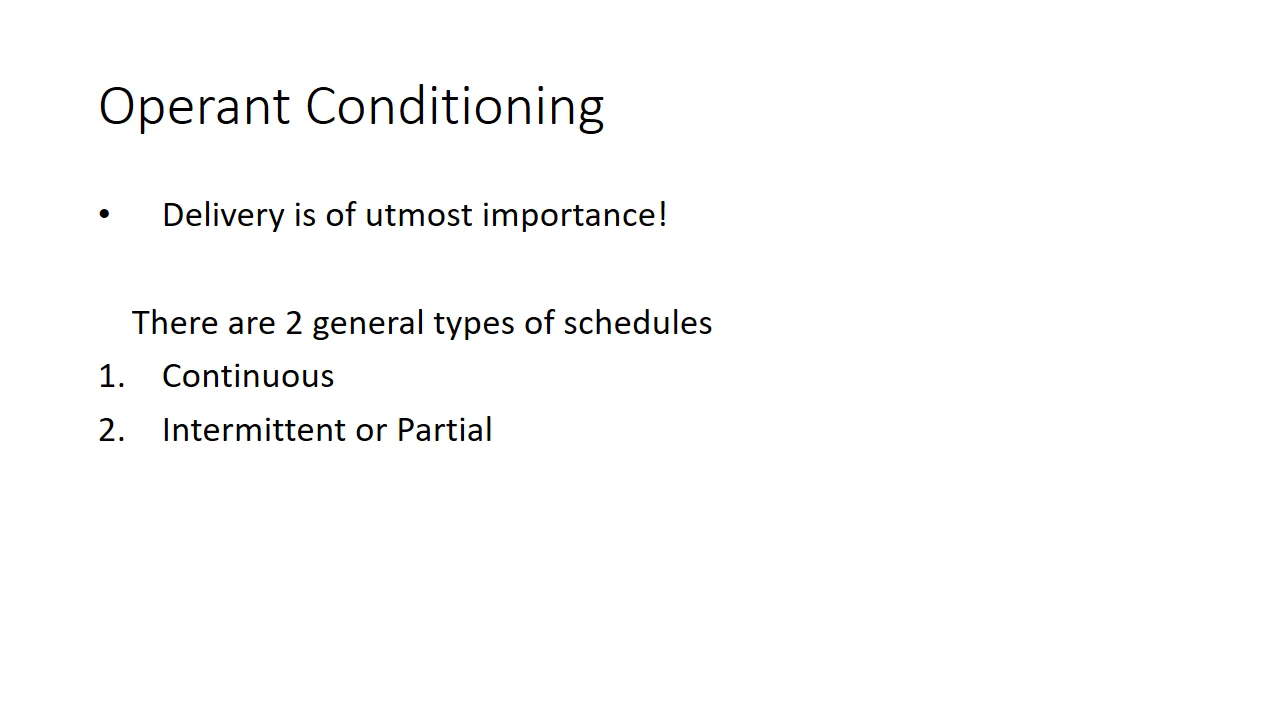 Operant Conditioning
• Delivery is of utmost importance!
There are 2 general types of schedules
1. Continuous
2. Intermittent or Partial